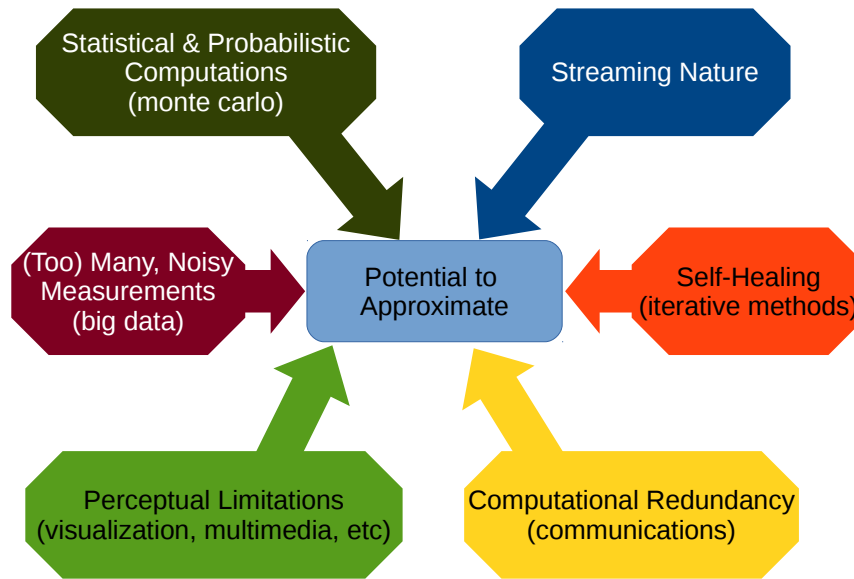 Statistical & Probabilistic
Computations
(monte carlo)
Streaming Nature
(Too) Many, Noisy
Measurements
(big data)
Potential to
Approximate
Self-Healing
(iterative methods)
Perceptual Limitations
(visualization, multimedia, etc)
Computational Redundancy
(communications)